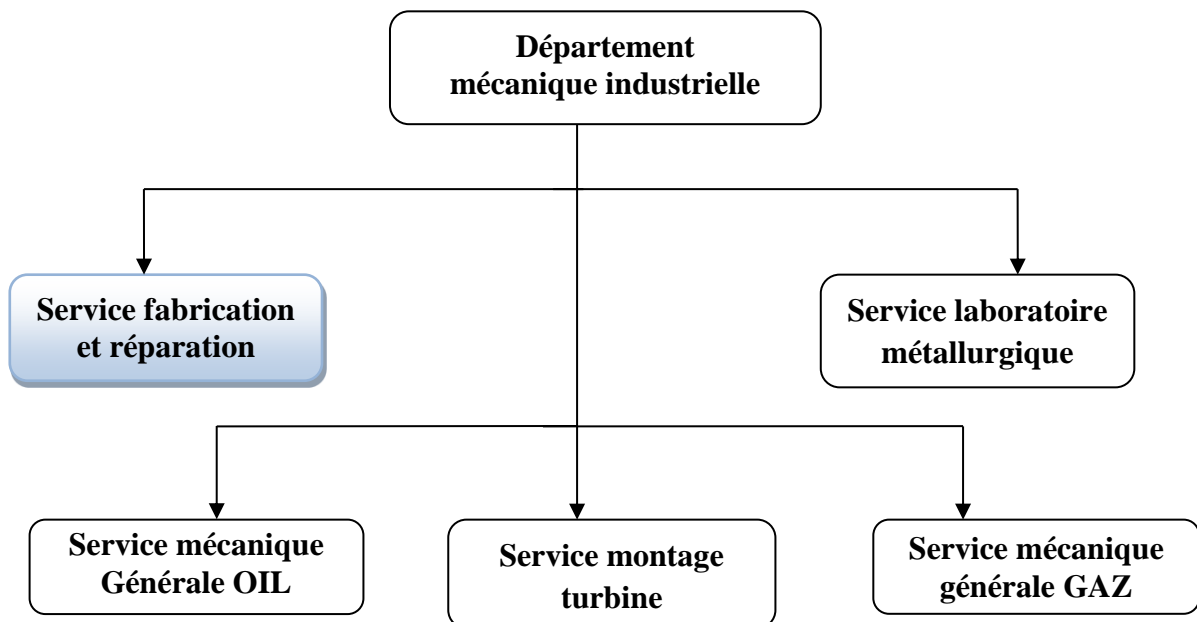 Département
mécanique industrielle
Service fabrication
et réparation
Service laboratoire
métallurgique
Service mécanique
Générale OIL
Service montage
turbine
Service mécanique
générale GAZ